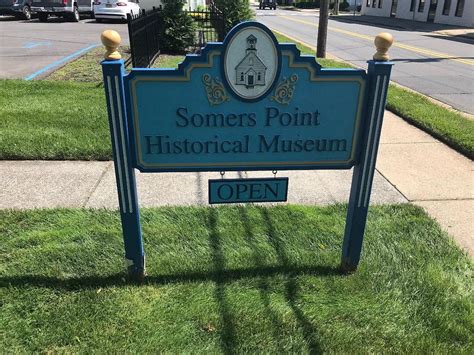 Somers Point
Historical Museum
OPEN